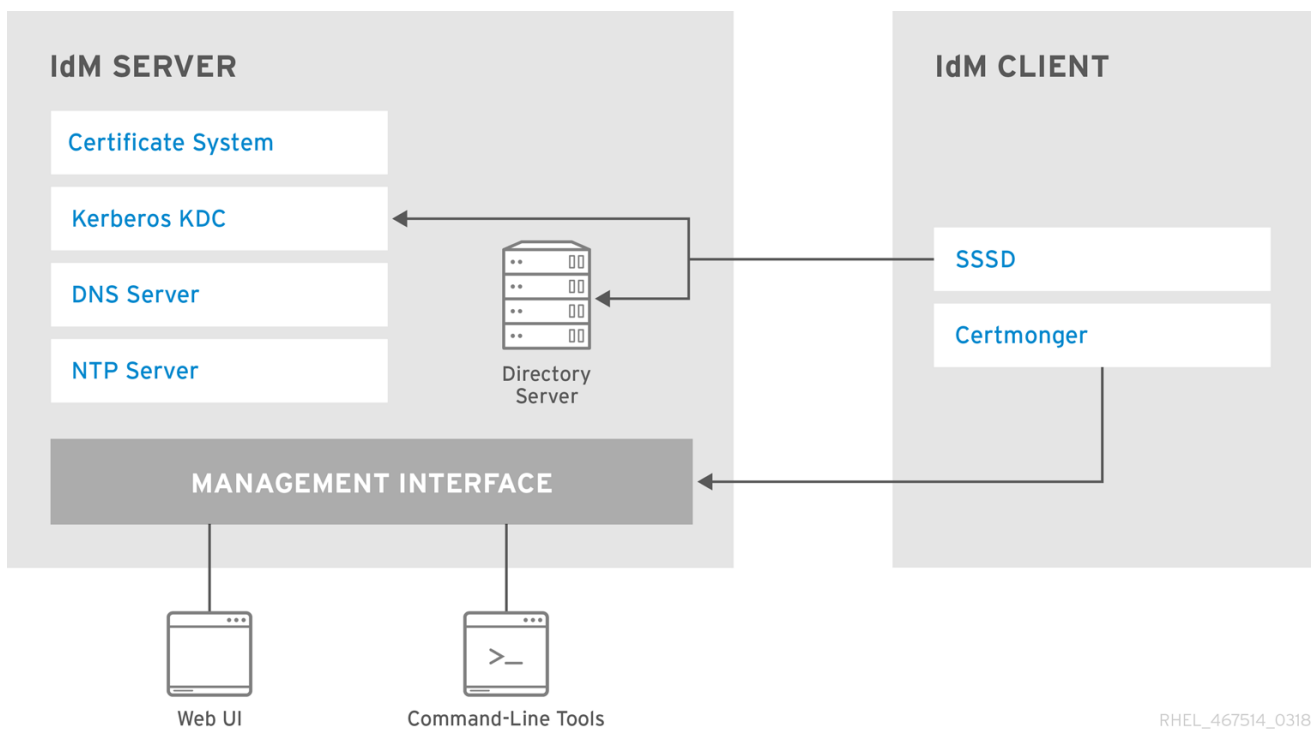 IdM SERVER
Certificate System
Kerberos KDC
DNS Server
NTP Server
Directory
Server
MANAGEMENT INTERFACE
Web UI
>_
Command-Line Tools
IdM CLIENT
SSSD
Certmonger
RHEL_467514_0318